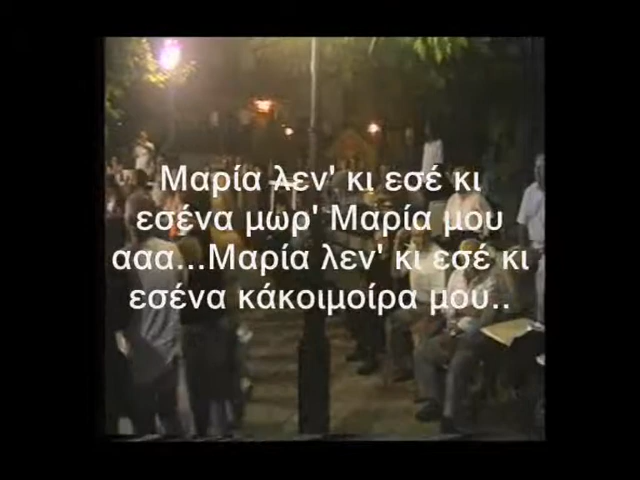 Μαρία λεν' κι εσέ κι
εσένα μωρ' Μαρία μου
ααα...Μαρία λεν' κι εσέ κι
εσένα κάκοιμοίρα μου..